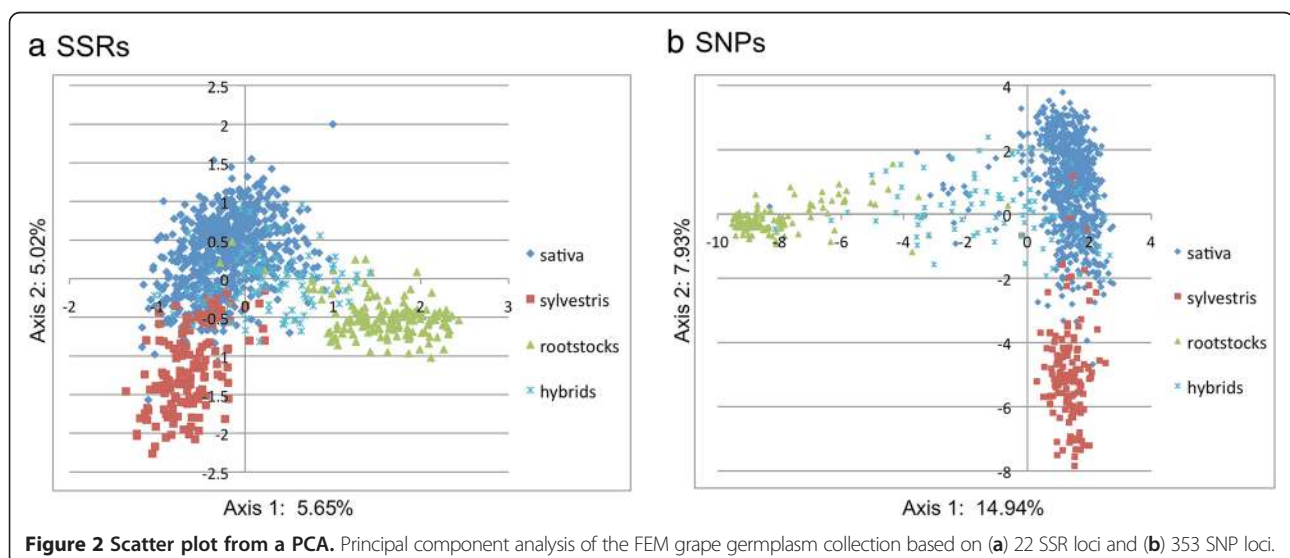 a SSRs
b SNPs
2.5
2
1.5
1
0.5
0
-0.5
-1
-1.5
-2
-2.5
-2
-1
0
1
2
3
Axis 2: 5.02%
Axis 1: 5.65%
sativa
sylvestris
rootstocks
hybrids
4
2
0
-2
-4
-6
-8
-10
-8
-6
-4
-2
0
2
4
Axis 2: 7.93%
Axis 1: 14.94%
sativa
sylvestris
rootstocks
hybrids
Figure 2 Scatter plot from a PCA. Principal component analysis of the FEM grape germplasm collection based on (a) 22 SSR loci and (b) 353 SNP loci.